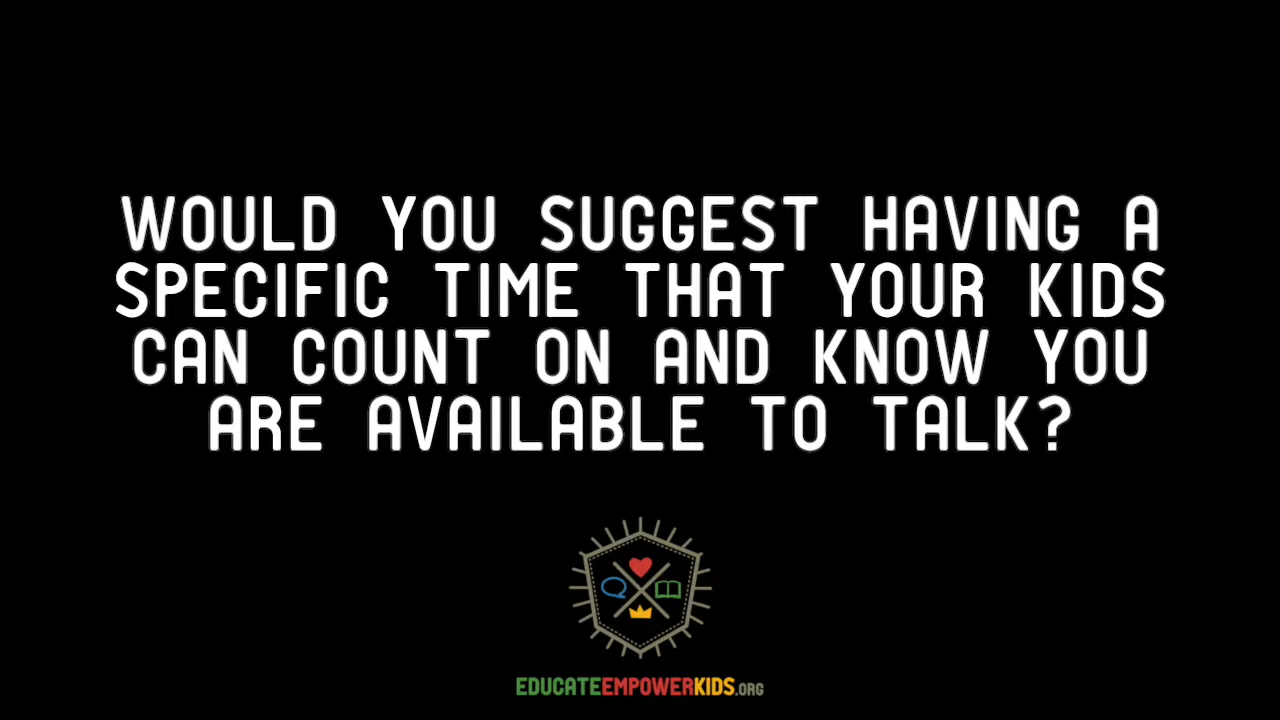 WOULD YOU SUGGEST HAVING A
SPECIFIC TIME THAT YOUR KIDS
CAN COUNT ON AND KNOW YOU
ARE AVAILABLE TO TALK?
EDUCATEEMPOWERKIDS.ORG